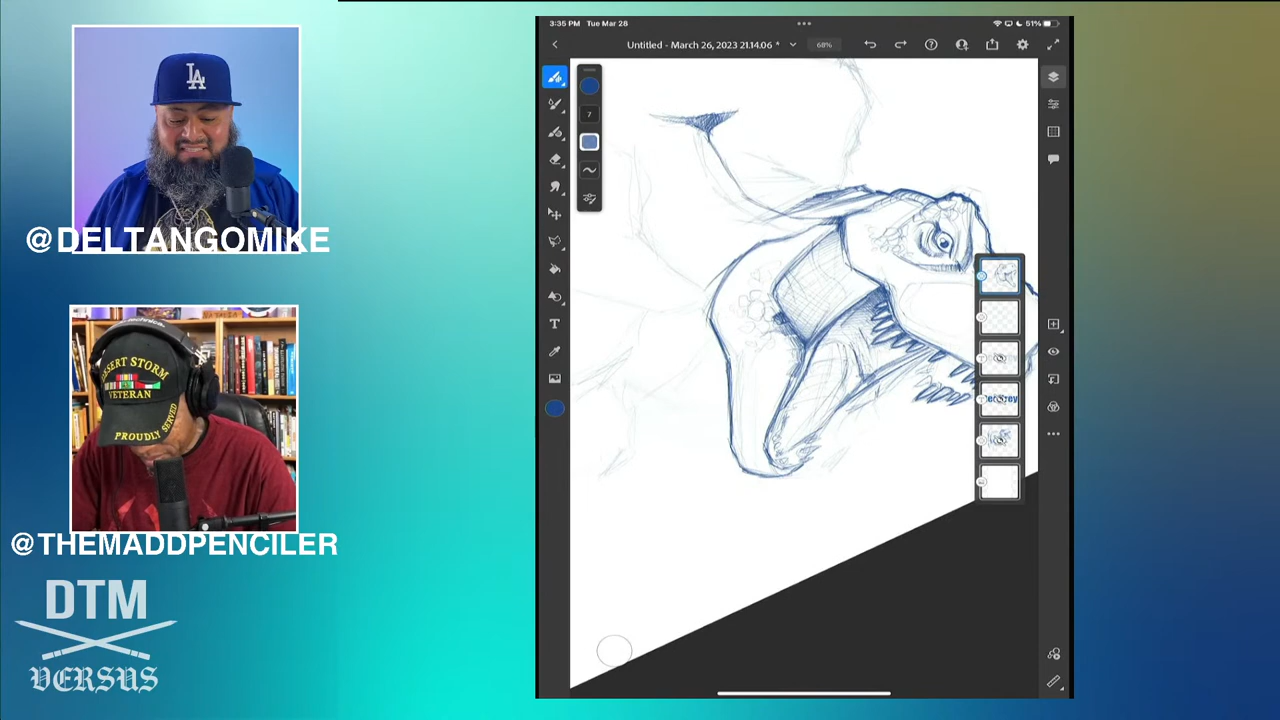 3:35 PM Tue Mar 28
51%
Untitled - March 26, 2023 21.14.06 *
68%
7
T
LA
@DELTANGOMIKE
DESERT STORM
VETERAN
PROUDLY SERVED
@THEMADDPENCILER
DTM
VERSUS